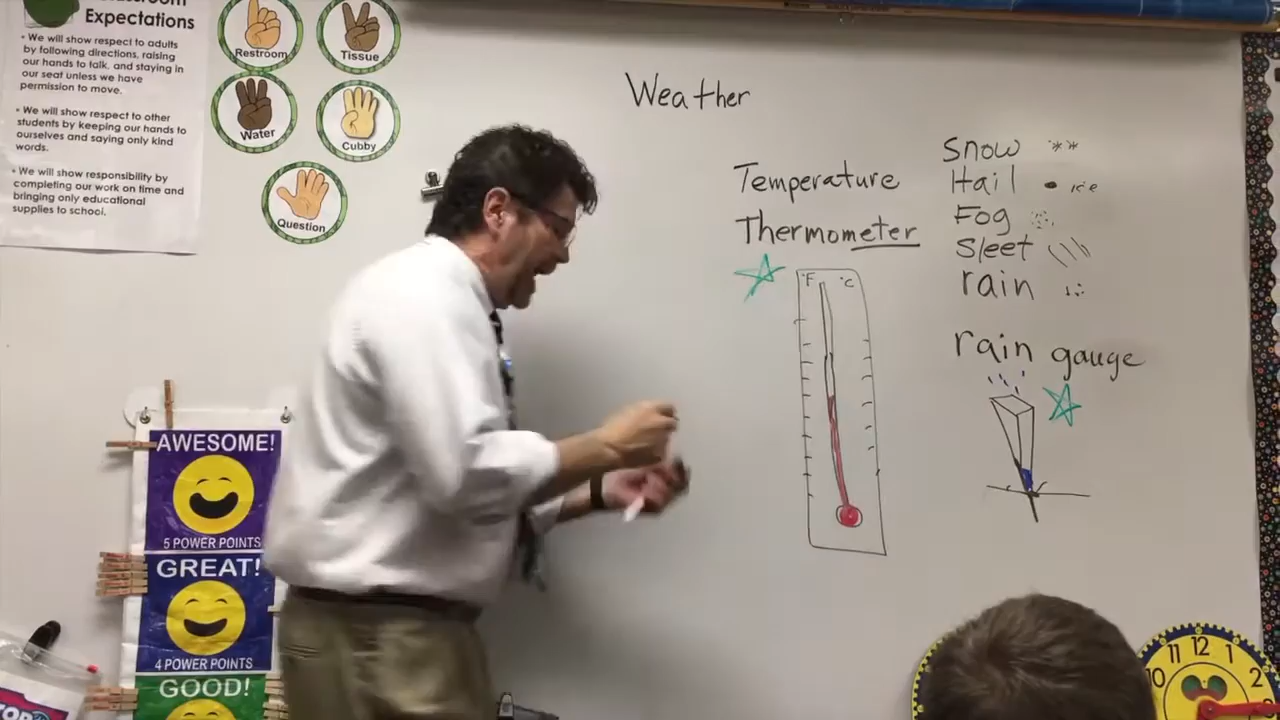 Expectations
• We will show respect to adults
by following directions, raising
our hands to talk, and staying in
our seat unless we have
permission to move.
• We will show respect to other
students by keeping our hands to
ourselves and saying only kind
words.
• We will show responsibility by
completing our work on time and
bringing only educational
supplies to school.
Restroom
Tissue
Water
Cubby
Question
Weather
Temperature
Thermometer
°F °C
Snow
Hail ice
Fog
Sleet
rain
rain gauge
AWESOME!
5 POWER POINTS
GREAT!
4 POWER POINTS
GOOD!
10 11 12 1 2